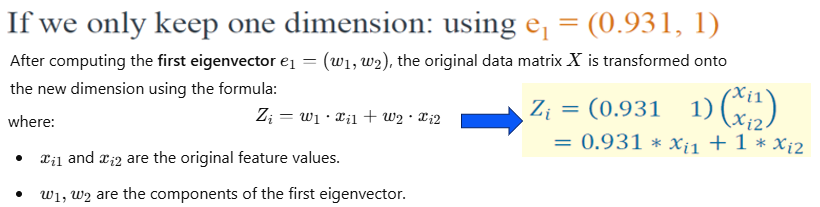 If we only keep one dimension: using e₁ = (0.931, 1)
After computing the first eigenvector e₁ = (w₁, w₂), the original data matrix X is transformed onto
the new dimension using the formula:
Zᵢ = w₁ · xᵢ₁ + w₂ · xᵢ₂
where:
Zᵢ = (0.931 1) (xᵢ₁ xᵢ₂)
= 0.931 * xᵢ₁ + 1 * xᵢ₂
• xᵢ₁ and xᵢ₂ are the original feature values.
• w₁, w₂ are the components of the first eigenvector.